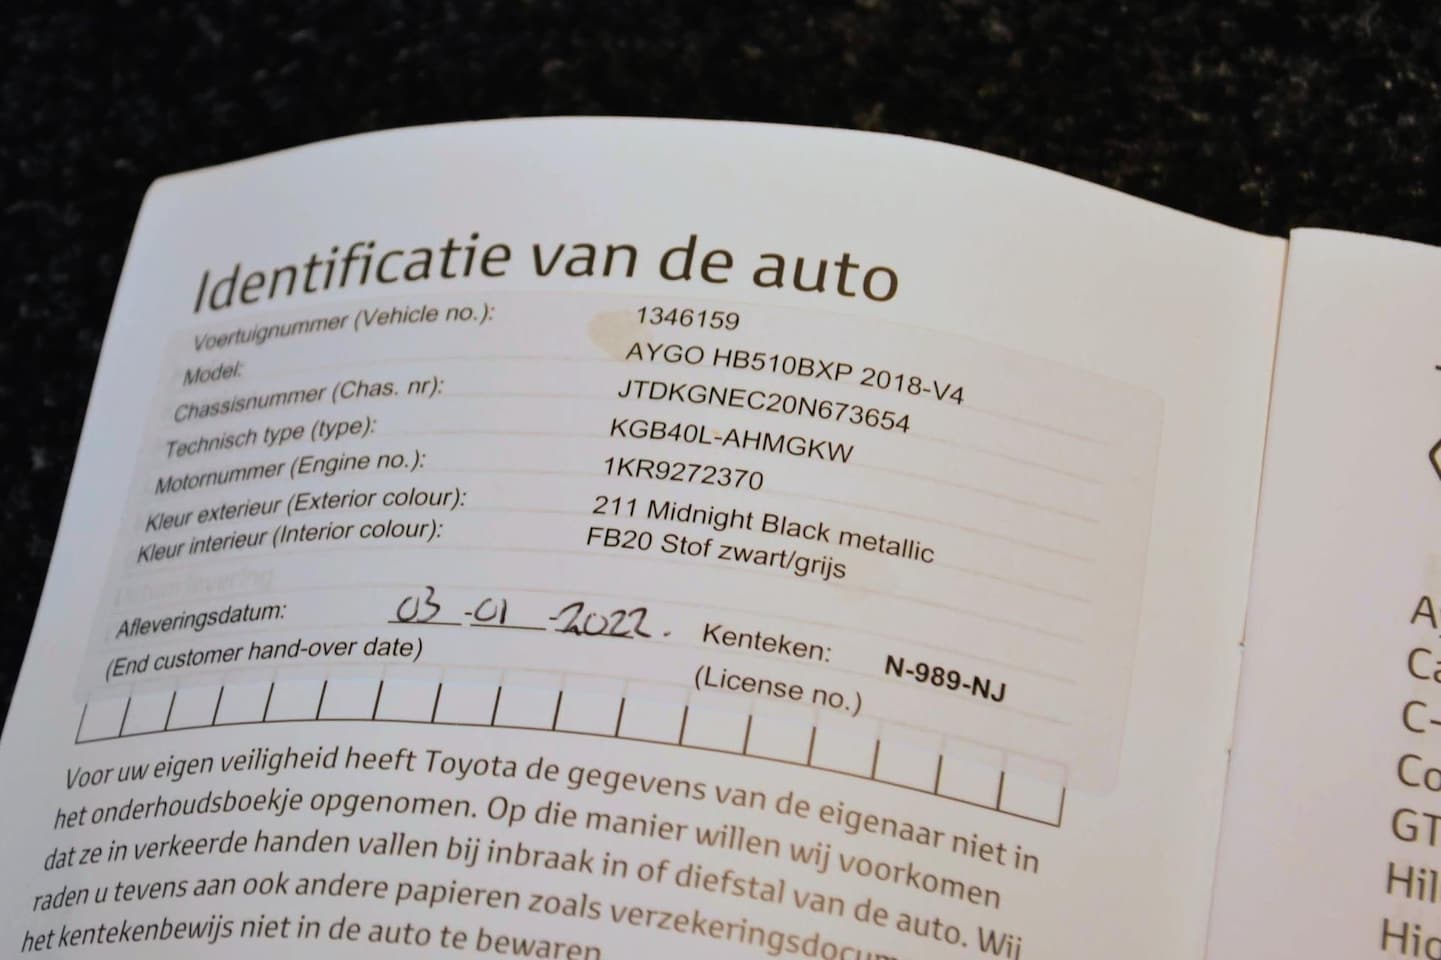 Identificatie van de auto
Voertuignummer (Vehicle no.): 1346159
Model: AYGO HB510BXP 2018-V4
Chassisnummer (Chas. nr): JTDKGNEC20N673654
Technisch type (type): KGB40L-AHMGKW
Motornummer (Engine no.): 1KR9272370
Kleur exterieur (Exterior colour): 211 Midnight Black metallic
Kleur interieur (Interior colour): FB20 Stof zwart/grijs
Datum levering
Afleveringsdatum: 03-01-2022. Kenteken: N-989-NJ
(End customer hand-over date) (License no.)
Voor uw eigen veiligheid heeft Toyota de gegevens van de eigenaar niet in
het onderhoudsboekje opgenomen. Op die manier willen wij voorkomen
dat ze in verkeerde handen vallen bij inbraak in of diefstal van de auto. Wij
raden u tevens aan ook andere papieren zoals verzekeringsdocum
het kentekenbewijs niet in de auto te bewaren
C-
Co
GT
Hil